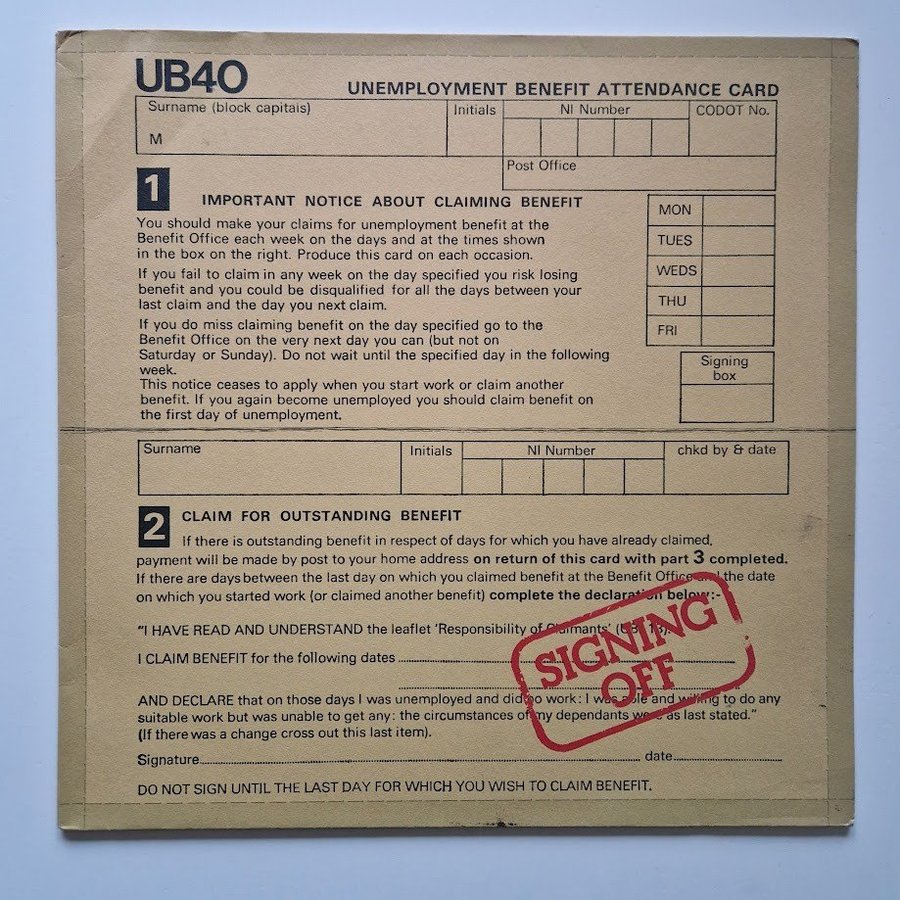 UB40
UNEMPLOYMENT BENEFIT ATTENDANCE CARD
Surname (block capitals)
Initials
NI Number
CODOT No.
M
Post Office
1
IMPORTANT NOTICE ABOUT CLAIMING BENEFIT
You should make your claims for unemployment benefit at the
Benefit Office each week on the days and at the times shown
in the box on the right. Produce this card on each occasion.
If you fail to claim in any week on the day specified you risk losing
benefit and you could be disqualified for all the days between your
last claim and the day you next claim.
If you do miss claiming benefit on the day specified go to the
Benefit Office on the very next day you can (but not on
Saturday or Sunday). Do not wait until the specified day in the following
week.
This notice ceases to apply when you start work or claim another
benefit. If you again become unemployed you should claim benefit on
the first day of unemployment.
MON
TUES
WEDS
THU
FRI
Signing
box
Surname
Initials
NI Number
chkd by & date
2
CLAIM FOR OUTSTANDING BENEFIT
If there is outstanding benefit in respect of days for which you have already claimed,
payment will be made by post to your home address on return of this card with part 3 completed.
If there are days between the last day on which you claimed benefit at the Benefit Office and the date
on which you started work (or claimed another benefit) complete the declaration below:-
"I HAVE READ AND UNDERSTAND the leaflet 'Responsibility of Claimants'
I CLAIM BENEFIT for the following dates
AND DECLARE that on those days I was unemployed and did no work: I was able and willing to do any
suitable work but was unable to get any: the circumstances of my dependants were as last stated."
(If there was a change cross out this last item).
Signature
date
DO NOT SIGN UNTIL THE LAST DAY FOR WHICH YOU WISH TO CLAIM BENEFIT.
SIGNING
OFF